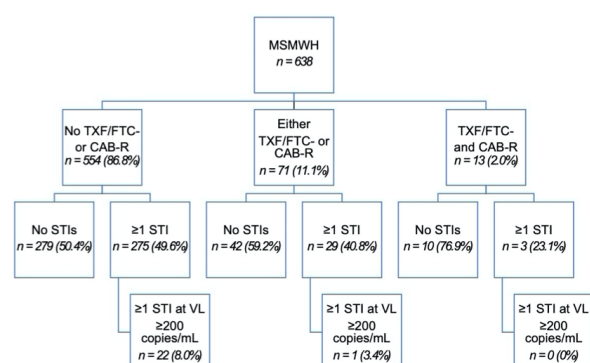 MSMWH
n = 638
No TXF/FTC-
or CAB-R
n = 554 (86.8%)
Either
TXF/FTC- or
CAB-R
n = 71 (11.1%)
TXF/FTC-
and CAB-R
n = 13 (2.0%)
No STIs
n = 279 (50.4%)
≥1 STI
n = 275 (49.6%)
No STIs
n = 42 (59.2%)
≥1 STI
n = 29 (40.8%)
No STIs
n = 10 (76.9%)
≥1 STI
n = 3 (23.1%)
≥1 STI at VL
≥200
copies/mL
n = 22 (8.0%)
≥1 STI at VL
≥200
copies/mL
n = 1 (3.4%)
≥1 STI at VL
≥200
copies/mL
n = 0 (0%)